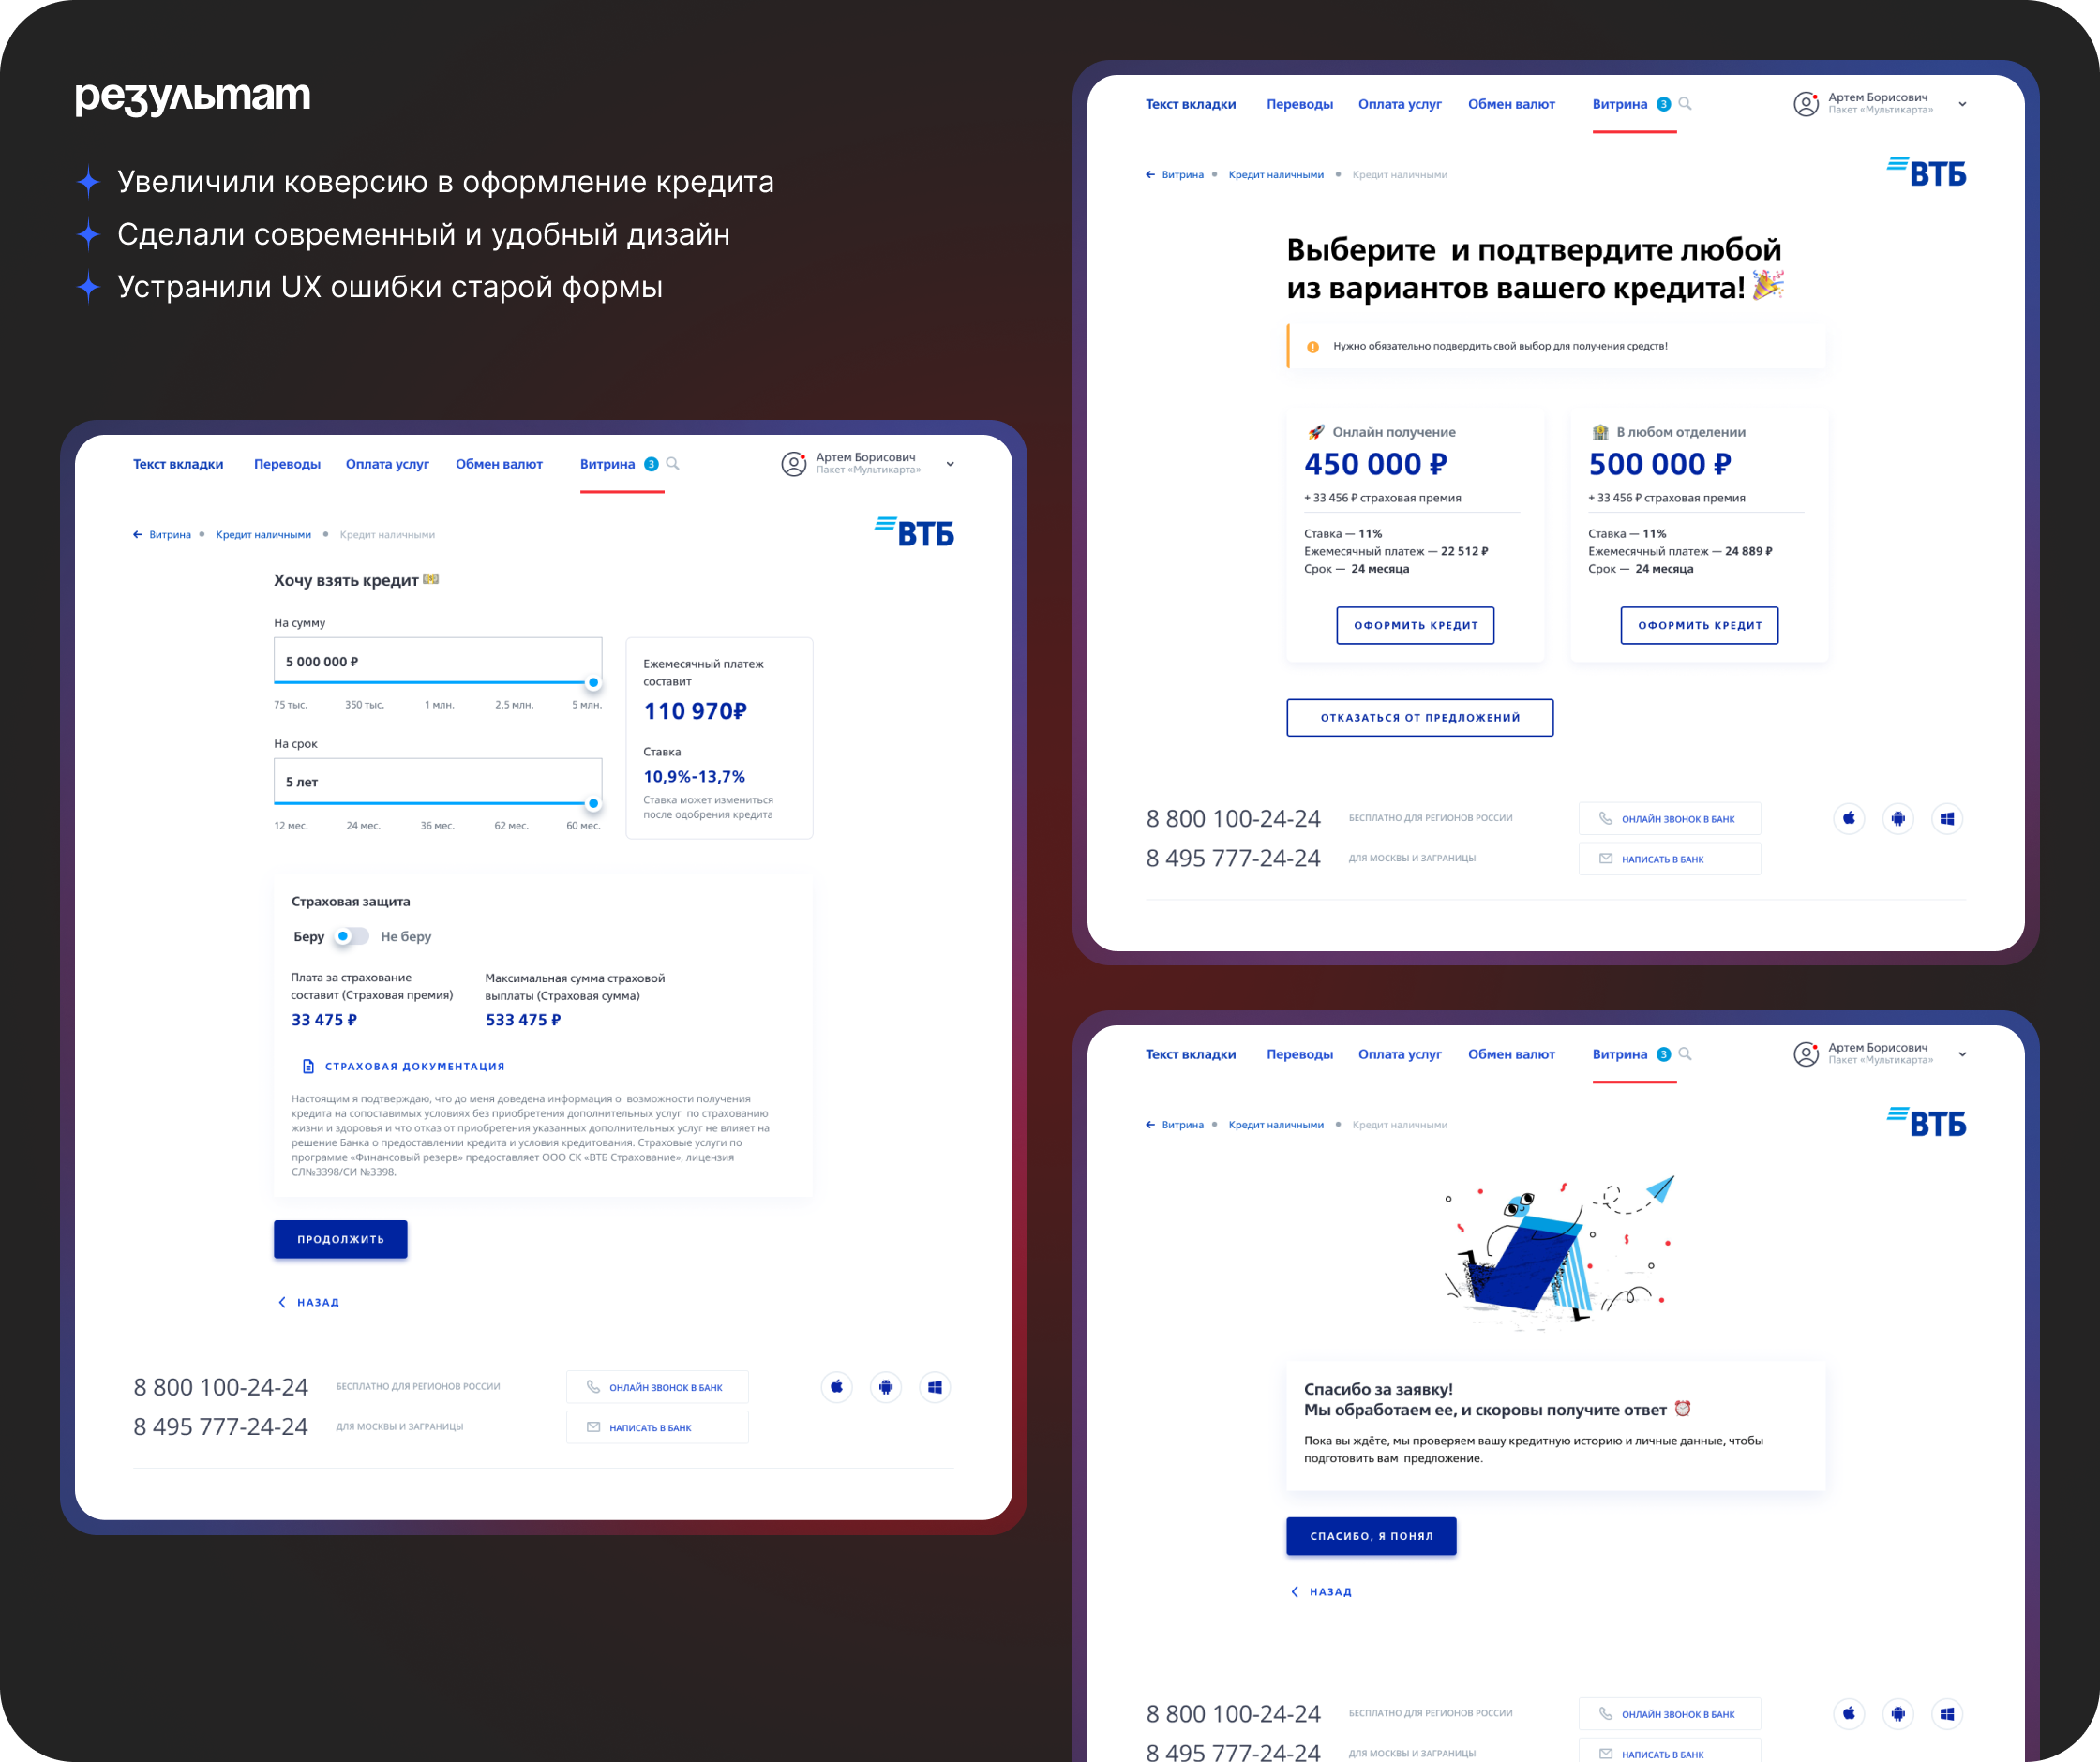 результат
Увеличили коверсию в оформление кредита
Сделали современный и удобный дизайн
Устранили UX ошибки старой формы
Текст вкладки Переводы Оплата услуг Обмен валют Витрина 3
Артем Борисович
Пакет «Мультикарта»
Витрина Кредит наличными Кредит наличными
ВТБ
Хочу взять кредит
На сумму
5 000 000 ₽
75 тыс. 350 тыс. 1 млн. 2,5 млн. 5 млн.
На срок
5 лет
12 мес. 24 мес. 36 мес. 62 мес. 60 мес.
Ежемесячный платеж
составит
110 970₽
Ставка
10,9%-13,7%
Ставка может измениться
после одобрения кредита
Страховая защита
Беру Не беру
Плата за страхование
составит (Страховая премия)
33 475 ₽
Максимальная сумма страховой
выплаты (Страховая сумма)
533 475 ₽
СТРАХОВАЯ ДОКУМЕНТАЦИЯ
Настоящим я подтверждаю, что до меня доведена информация о возможности получения
кредита на сопоставимых условиях без приобретения дополнительных услуг по страхованию
жизни и здоровья и что отказ от приобретения указанных дополнительных услуг не влияет на
решение Банка о предоставлении кредита и условия кредитования. Страховые услуги по
программе «Финансовый резерв» предоставляет ООО СК «ВТБ Страхование», лицензия
СЛ№3398/СИ №3398.
ПРОДОЛЖИТЬ
НАЗАД
8 800 100-24-24 БЕСПЛАТНО ДЛЯ РЕГИОНОВ РОССИИ ОНЛАЙН ЗВОНОК В БАНК
8 495 777-24-24 ДЛЯ МОСКВЫ И ЗАГРАНИЦЫ НАПИСАТЬ В БАНК
Текст вкладки Переводы Оплата услуг Обмен валют Витрина 3
Артем Борисович
Пакет «Мультикарта»
Витрина Кредит наличными Кредит наличными
ВТБ
Выберите и подтвердите любой
из вариантов вашего кредита!
Нужно обязательно подвердить свой выбор для получения средств!
Онлайн получение
450 000 ₽
+ 33 456 ₽ страховая премия
Ставка — 11%
Ежемесячный платеж — 22 512 ₽
Срок — 24 месяца
ОФОРМИТЬ КРЕДИТ
В любом отделении
500 000 ₽
+ 33 456 ₽ страховая премия
Ставка — 11%
Ежемесячный платеж — 24 889 ₽
Срок — 24 месяца
ОФОРМИТЬ КРЕДИТ
ОТКАЗАТЬСЯ ОТ ПРЕДЛОЖЕНИЙ
8 800 100-24-24 БЕСПЛАТНО ДЛЯ РЕГИОНОВ РОССИИ ОНЛАЙН ЗВОНОК В БАНК
8 495 777-24-24 ДЛЯ МОСКВЫ И ЗАГРАНИЦЫ НАПИСАТЬ В БАНК
Текст вкладки Переводы Оплата услуг Обмен валют Витрина 3
Артем Борисович
Пакет «Мультикарта»
Витрина Кредит наличными Кредит наличными
ВТБ
Спасибо за заявку!
Мы обработаем ее, и скоровы получите ответ
Пока вы ждёте, мы проверяем вашу кредитную историю и личные данные, чтобы
подготовить вам предложение.
СПАСИБО, Я ПОНЯЛ
НАЗАД
8 800 100-24-24 БЕСПЛАТНО ДЛЯ РЕГИОНОВ РОССИИ ОНЛАЙН ЗВОНОК В БАНК
8 495 777-24-24 ДЛЯ МОСКВЫ И ЗАГРАНИЦЫ НАПИСАТЬ В БАНК